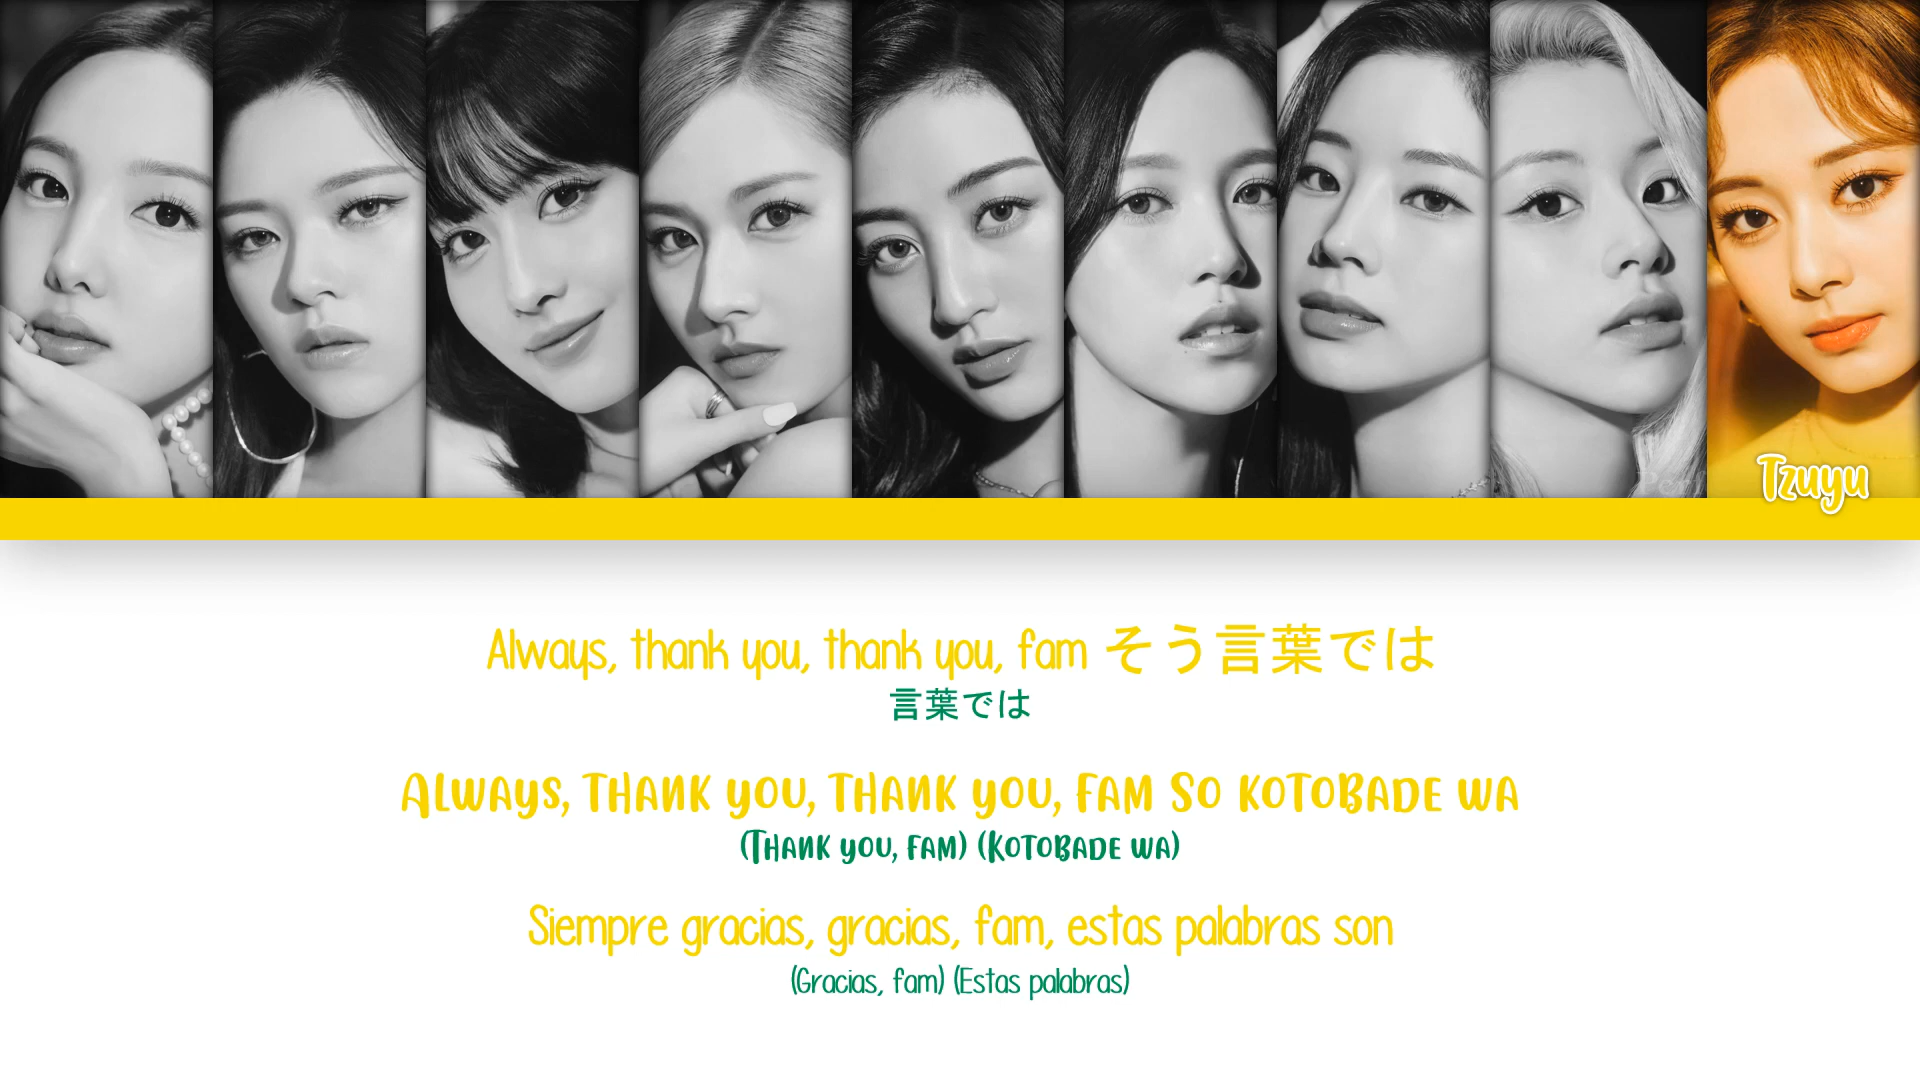 Tzuyu
Always, thank you, thank you, fam そう言葉では
言葉では
Always, thank you, thank you, fam So kotobade wa
(Thank you, fam) (Kotobade wa)
Siempre gracias, gracias, fam, estas palabras son
(Gracias, fam) (Estas palabras)